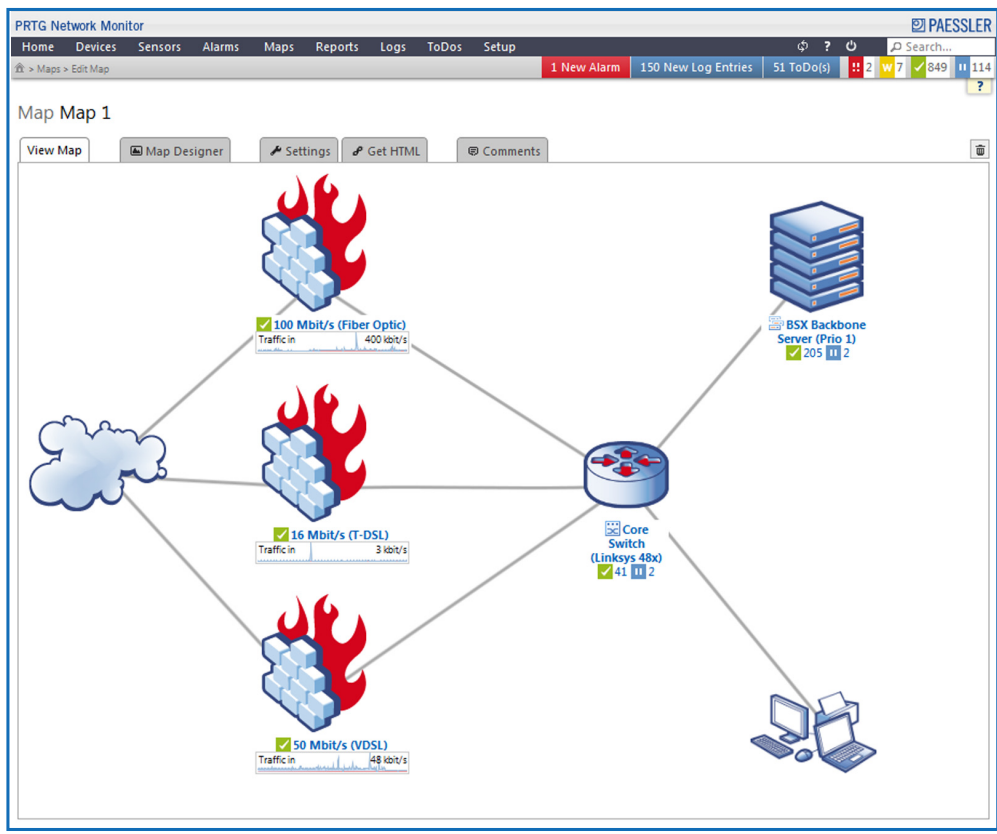 PRTG Network Monitor
PAESSLER
Home Devices Sensors Alarms Maps Reports Logs ToDos Setup ? Search...
> Maps > Edit Map
1 New Alarm 150 New Log Entries 51 ToDo(s) !! 2 W 7 849 114
?
Map Map 1
View Map Map Designer Settings Get HTML Comments
100 Mbit/s (Fiber Optic)
Traffic in 400 kbit/s
BSX Backbone
Server (Prio 1)
205 2
16 Mbit/s (T-DSL)
Traffic in 3 kbit/s
Core
Switch
(Linksys 48x)
41 2
50 Mbit/s (VDSL)
Traffic in 48 kbit/s